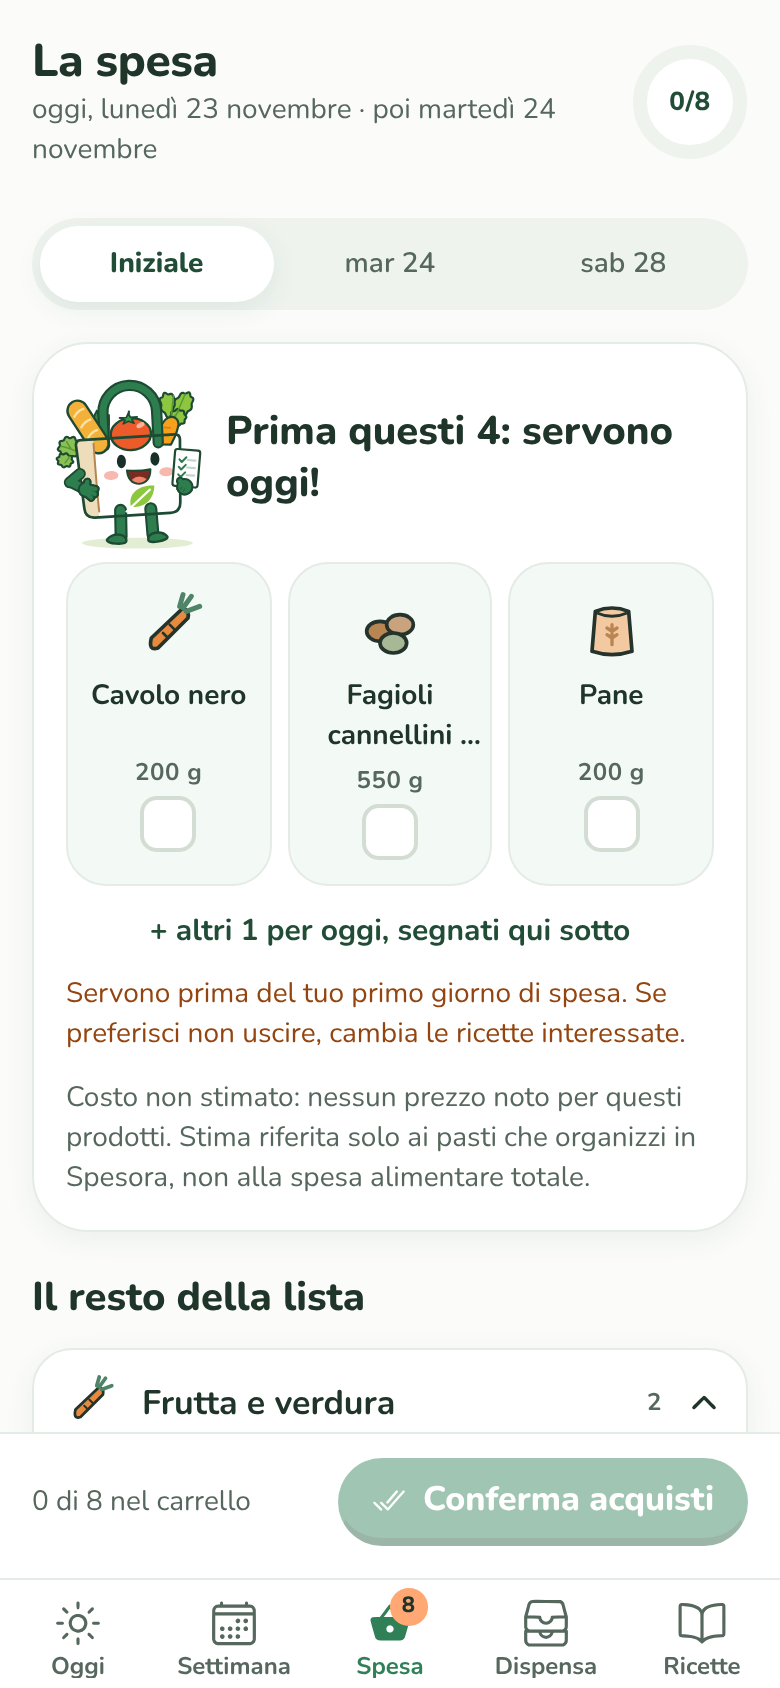 La spesa
oggi, lunedì 23 novembre · poi martedì 24
novembre
0/8
Iniziale
mar 24
sab 28
Prima questi 4: servono
oggi!
Cavolo nero
200 g
Fagioli
cannellini ...
550 g
Pane
200 g
+ altri 1 per oggi, segnati qui sotto
Servono prima del tuo primo giorno di spesa. Se
preferisci non uscire, cambia le ricette interessate.
Costo non stimato: nessun prezzo noto per questi
prodotti. Stima riferita solo ai pasti che organizzi in
Spesora, non alla spesa alimentare totale.
Il resto della lista
Frutta e verdura
2
0 di 8 nel carrello
Conferma acquisti
8
Oggi
Settimana
Spesa
Dispensa
Ricette